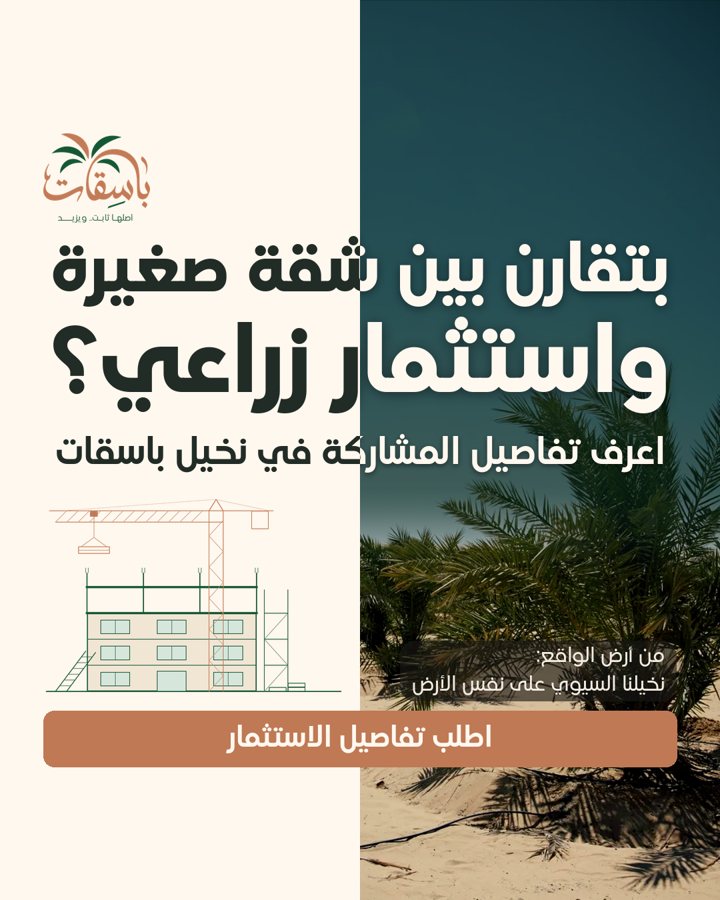 باسقات
اصلها ثابت.. ويزيد
بتقارن بين شقة صغيرة
واستثمار زراعي؟
اعرف تفاصيل المشاركة في نخيل باسقات
من أرض الواقع:
نخيلنا السيوي على نفس الأرض
اطلب تفاصيل الاستثمار